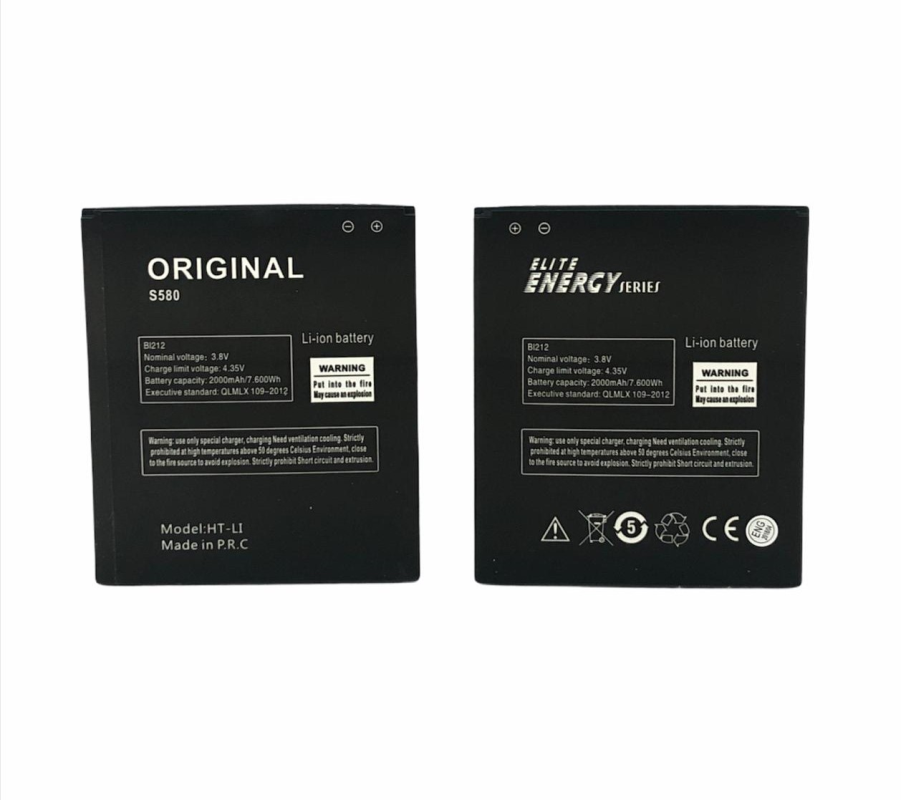 ORIGINAL
S580
BI212
Nominal voltage: 3.8V
Charge limit voltage: 4.35V
Battery capacity: 2000mAh/7.600Wh
Executive standard: QLMLX 109-2012
Li-ion battery
WARNING
Put into the fire
May cause an explosion
Warning: use only special charger, charging Need ventilation cooling. Strictly
prohibited at high temperatures above 50 degrees Celsius Environment, close
to the fire source to avoid explosion. Strictly prohibit Short circuit and extrusion.
Model:HT-LI
Made in P.R.C
ELITE
ENERGY SERIES
BI212
Nominal voltage: 3.8V
Charge limit voltage: 4.35V
Battery capacity: 2000mAh/7.600Wh
Executive standard: QLMLX 109-2012
Li-ion battery
WARNING
Put into the fire
May cause an explosion
Warning: use only special charger, charging Need ventilation cooling. Strictly
prohibited at high temperatures above 50 degrees Celsius Environment, close
to the fire source to avoid explosion. Strictly prohibit Short circuit and extrusion.
5
CE
ENG